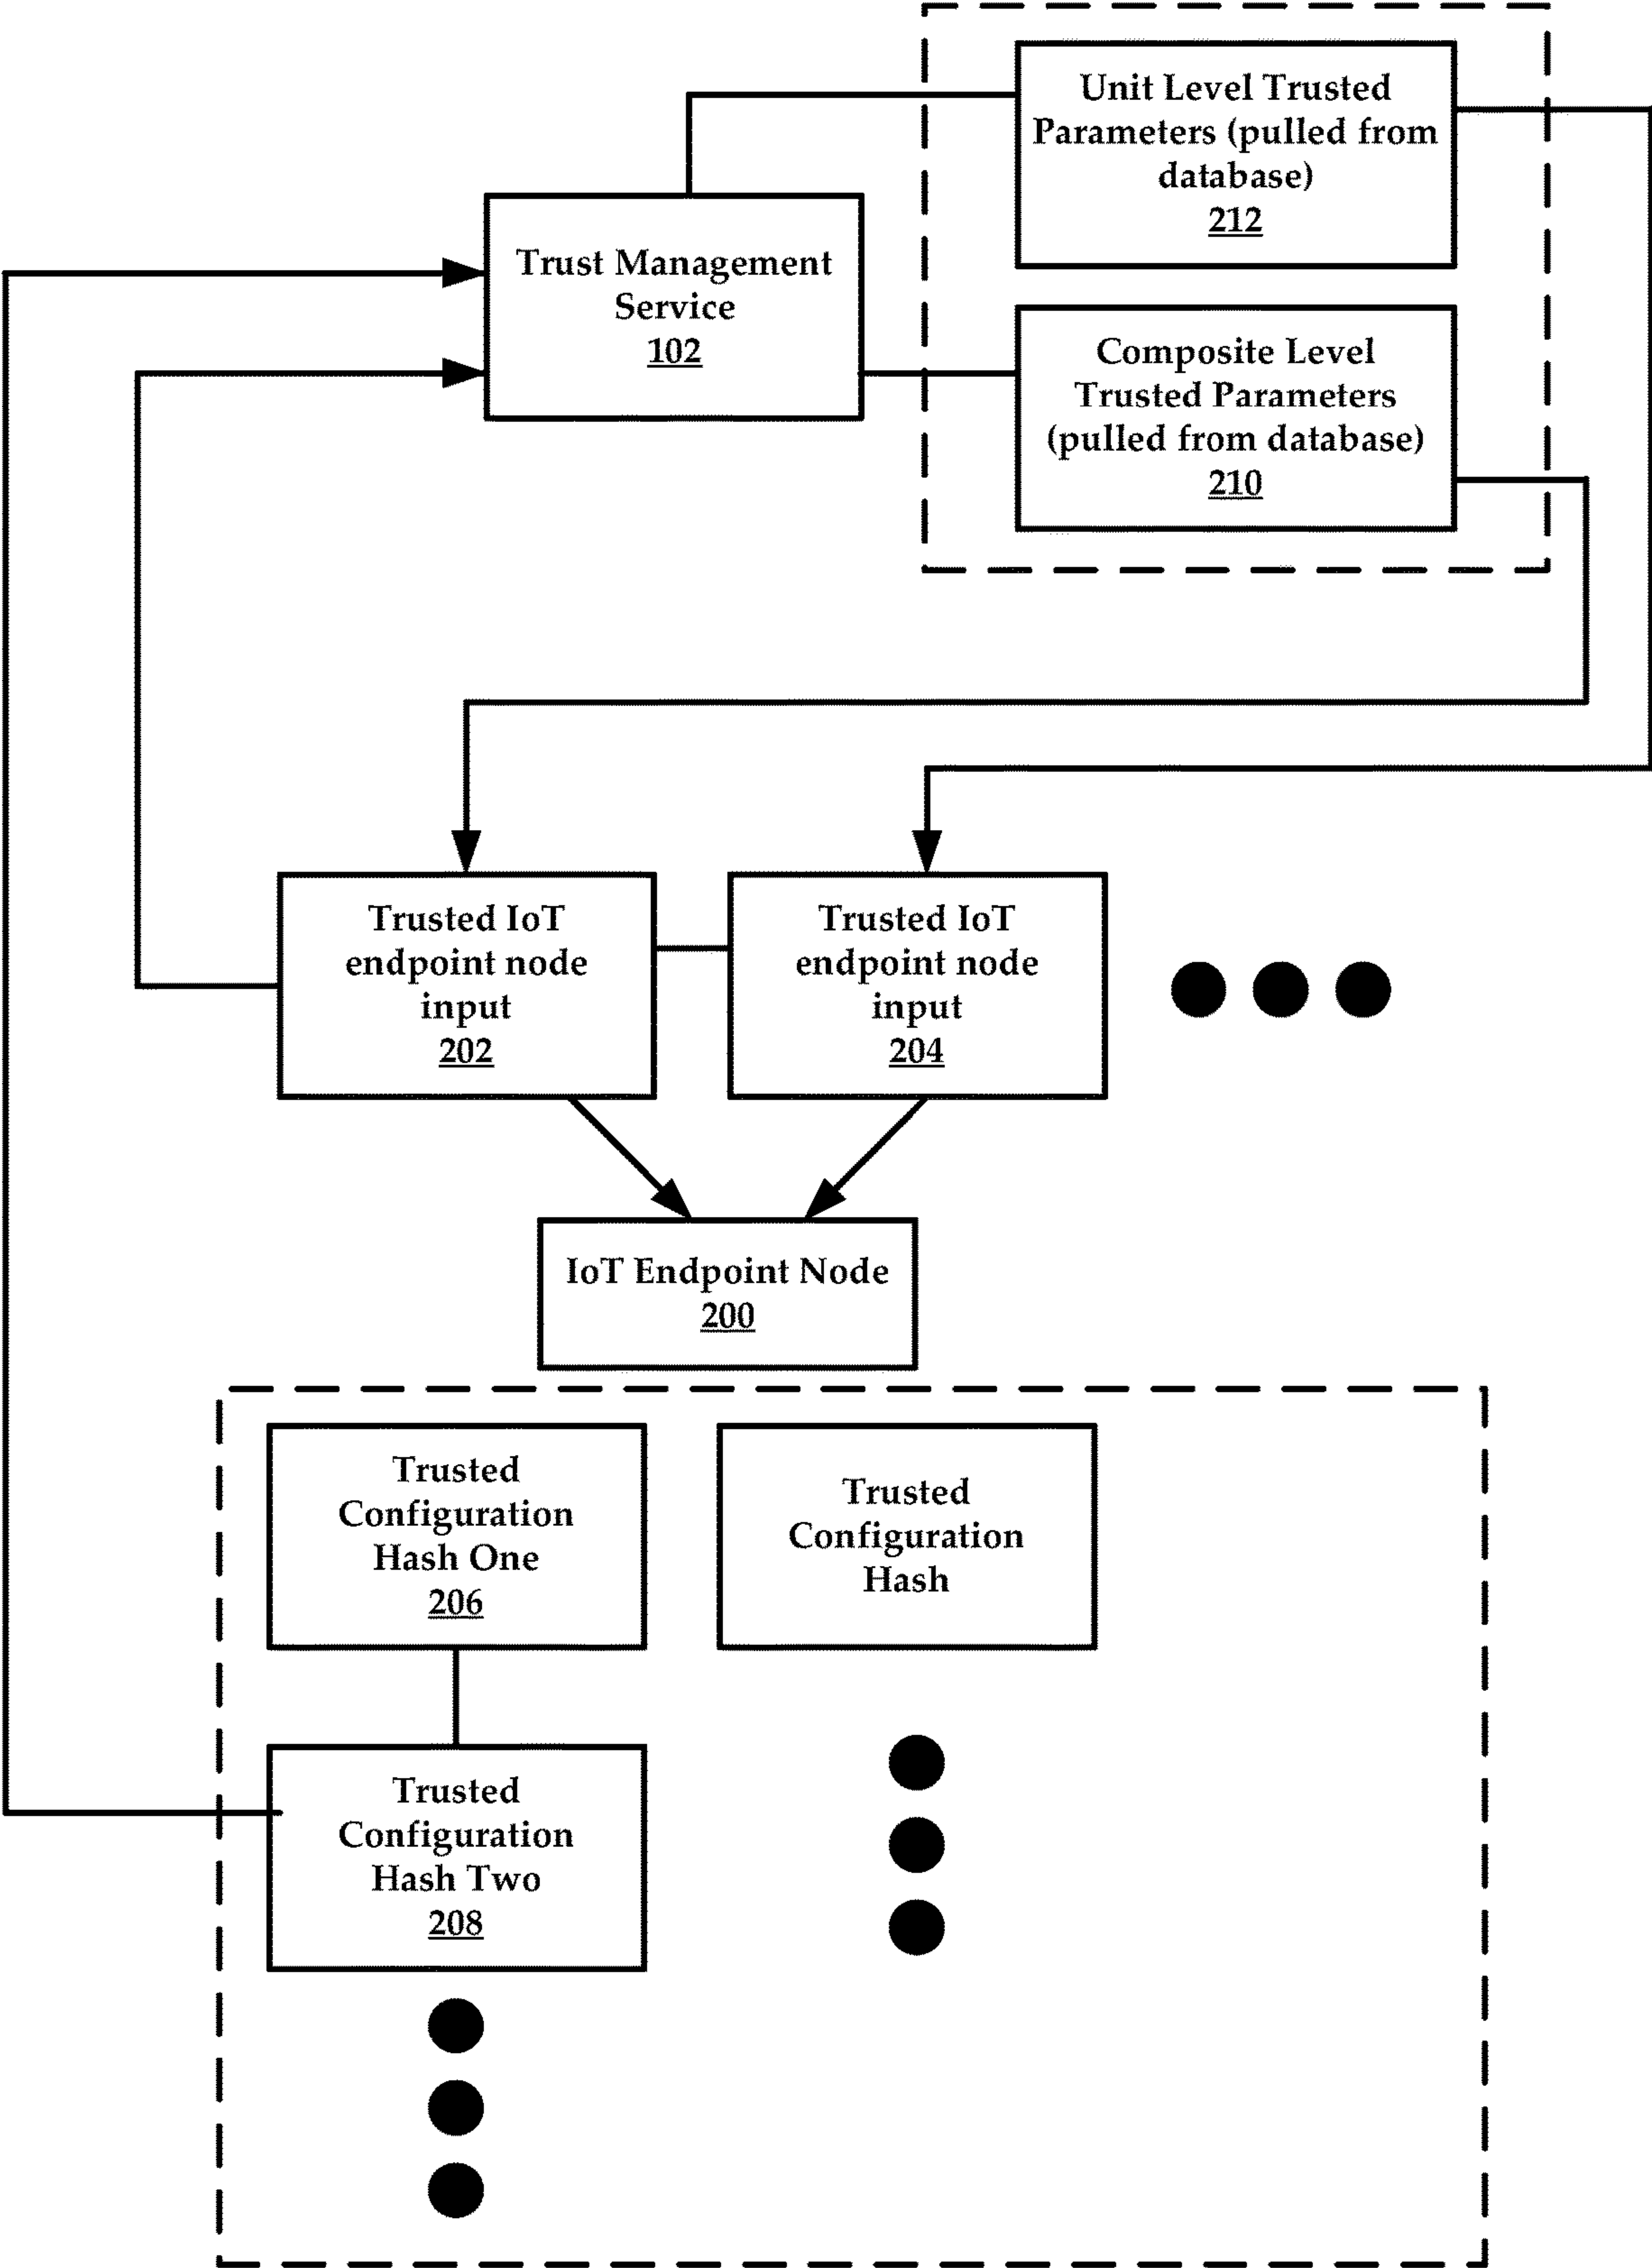 Unit Level Trusted
Parameters (pulled from
database)
212
Trust Management
Service
102
Composite Level
Trusted Parameters
(pulled from database)
210
Trusted IoT
endpoint node
input
202
Trusted IoT
endpoint node
input
204
IoT Endpoint Node
200
Trusted
Configuration
Hash One
206
Trusted
Configuration
Hash
Trusted
Configuration
Hash Two
208